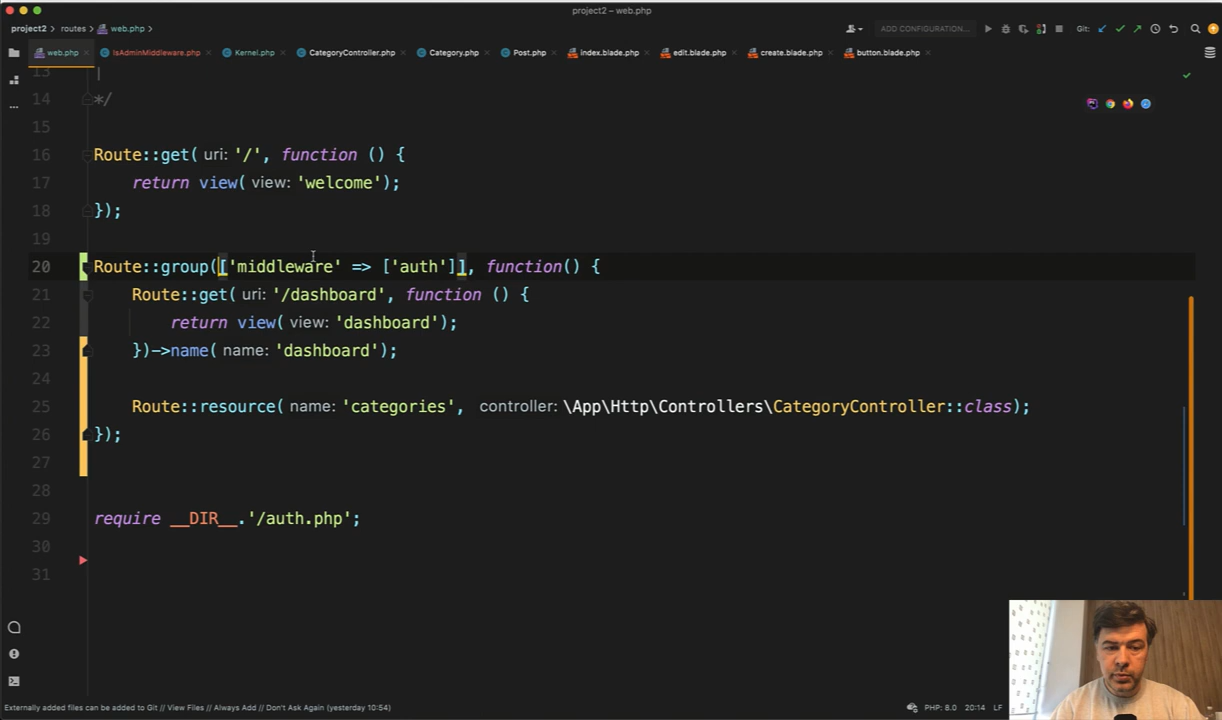 project2 – web.php
project2 › routes › web.php ›
ADD CONFIGURATION...
Git:
web.php IsAdminMiddleware.php Kernel.php CategoryController.php Category.php Post.php index.blade.php edit.blade.php create.blade.php button.blade.php
13 |
14 */
15
16 Route::get( uri: '/', function () {
17 return view( view: 'welcome');
18 });
19
20 Route::group(['middleware' => ['auth']], function() {
21 Route::get( uri: '/dashboard', function () {
22 return view( view: 'dashboard');
23 })->name( name: 'dashboard');
24
25 Route::resource( name: 'categories', controller: \App\Http\Controllers\CategoryController::class);
26 });
27
28
29 require __DIR__.'/auth.php';
30
31
Externally added files can be added to Git // View Files // Always Add // Don't Ask Again (yesterday 10:54)
PHP: 8.0 20:14 LF